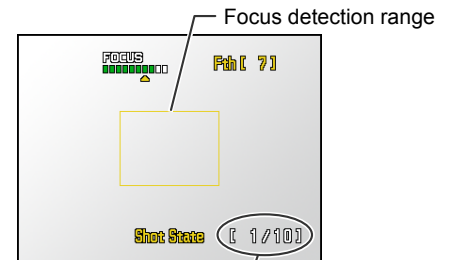 Focus detection range
FOCUS
Fth[ 7]
Shot State [ 1/10]